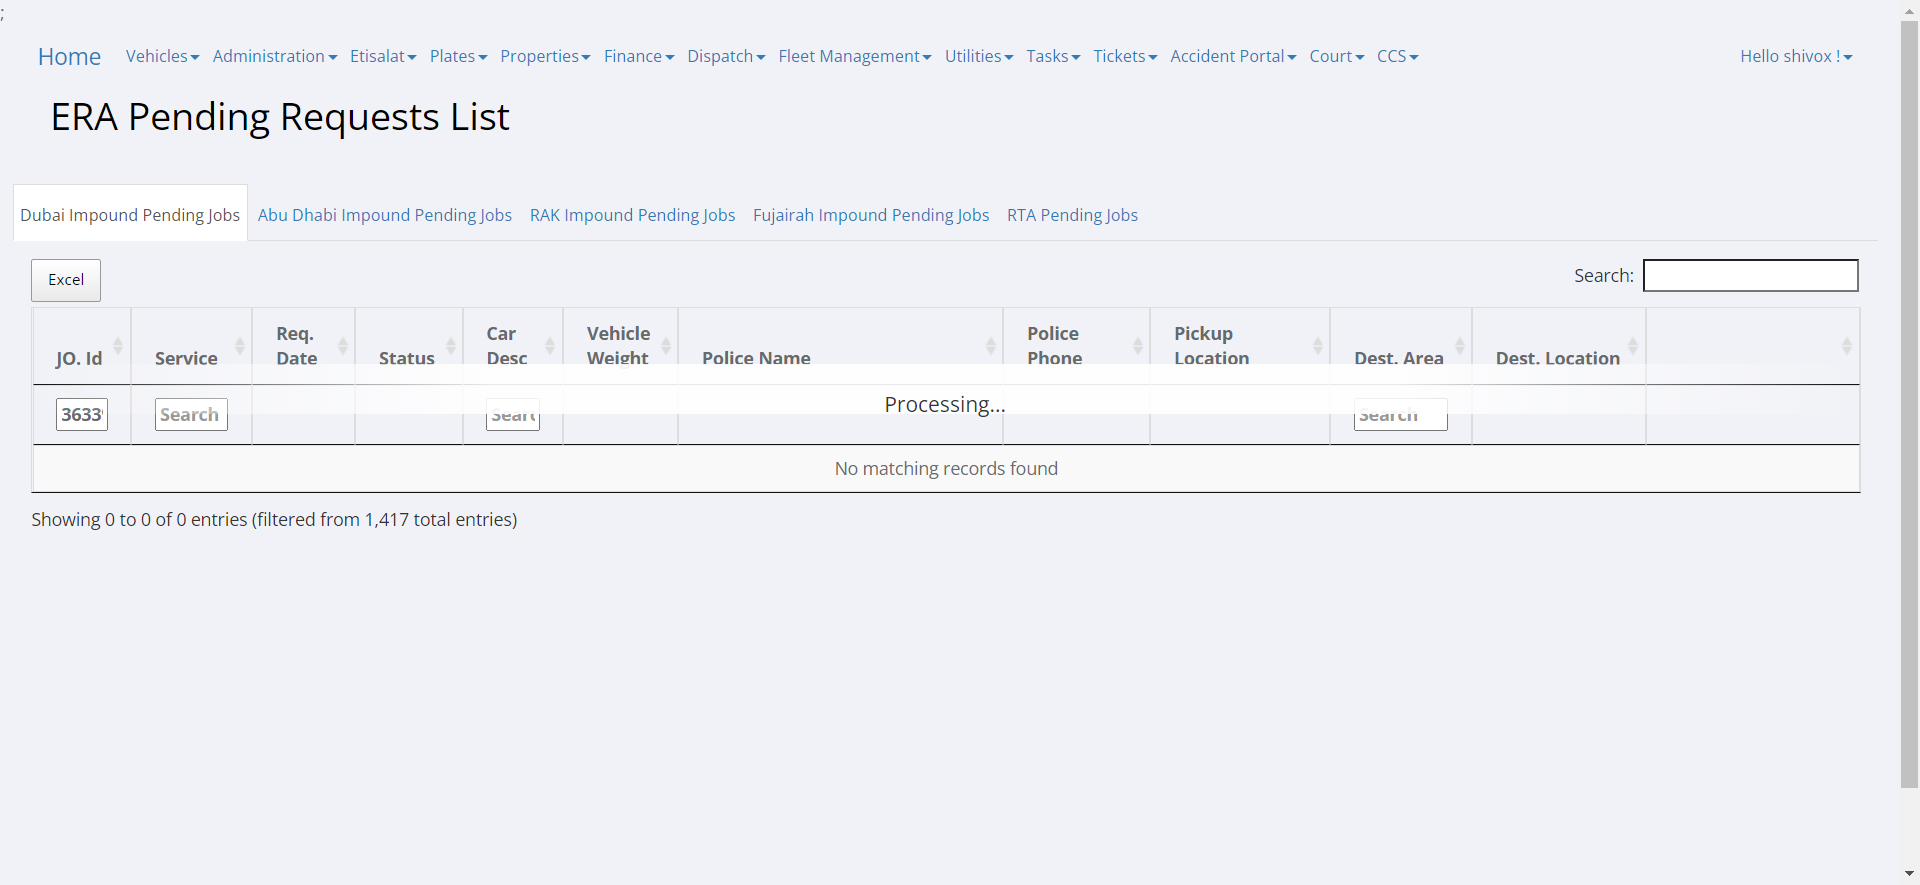 ;
Home Vehicles Administration Etisalat Plates Properties Finance Dispatch Fleet Management Utilities Tasks Tickets Accident Portal Court CCS Hello shivox !
ERA Pending Requests List
Dubai Impound Pending Jobs Abu Dhabi Impound Pending Jobs RAK Impound Pending Jobs Fujairah Impound Pending Jobs RTA Pending Jobs
Excel Search:
JO. Id Service Req. Date Status Car Desc Vehicle Weight Police Name Police Phone Pickup Location Dest. Area Dest. Location
Processing...
3633 Search Sear Search
No matching records found
Showing 0 to 0 of 0 entries (filtered from 1,417 total entries)